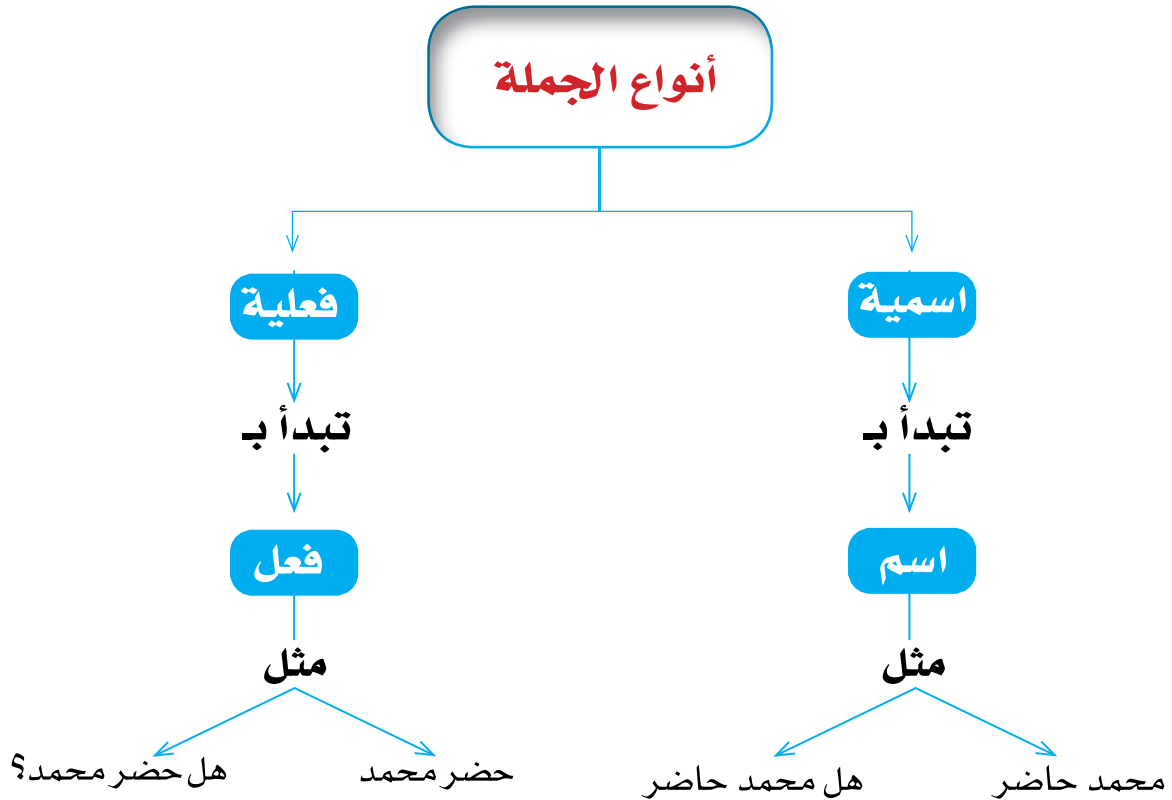 أنواع الجملة
اسمية
فعلية
تبدأ بـ
تبدأ بـ
اسم
فعل
مثل
مثل
محمد حاضر
هل محمد حاضر
حضر محمد
هل حضر محمد؟